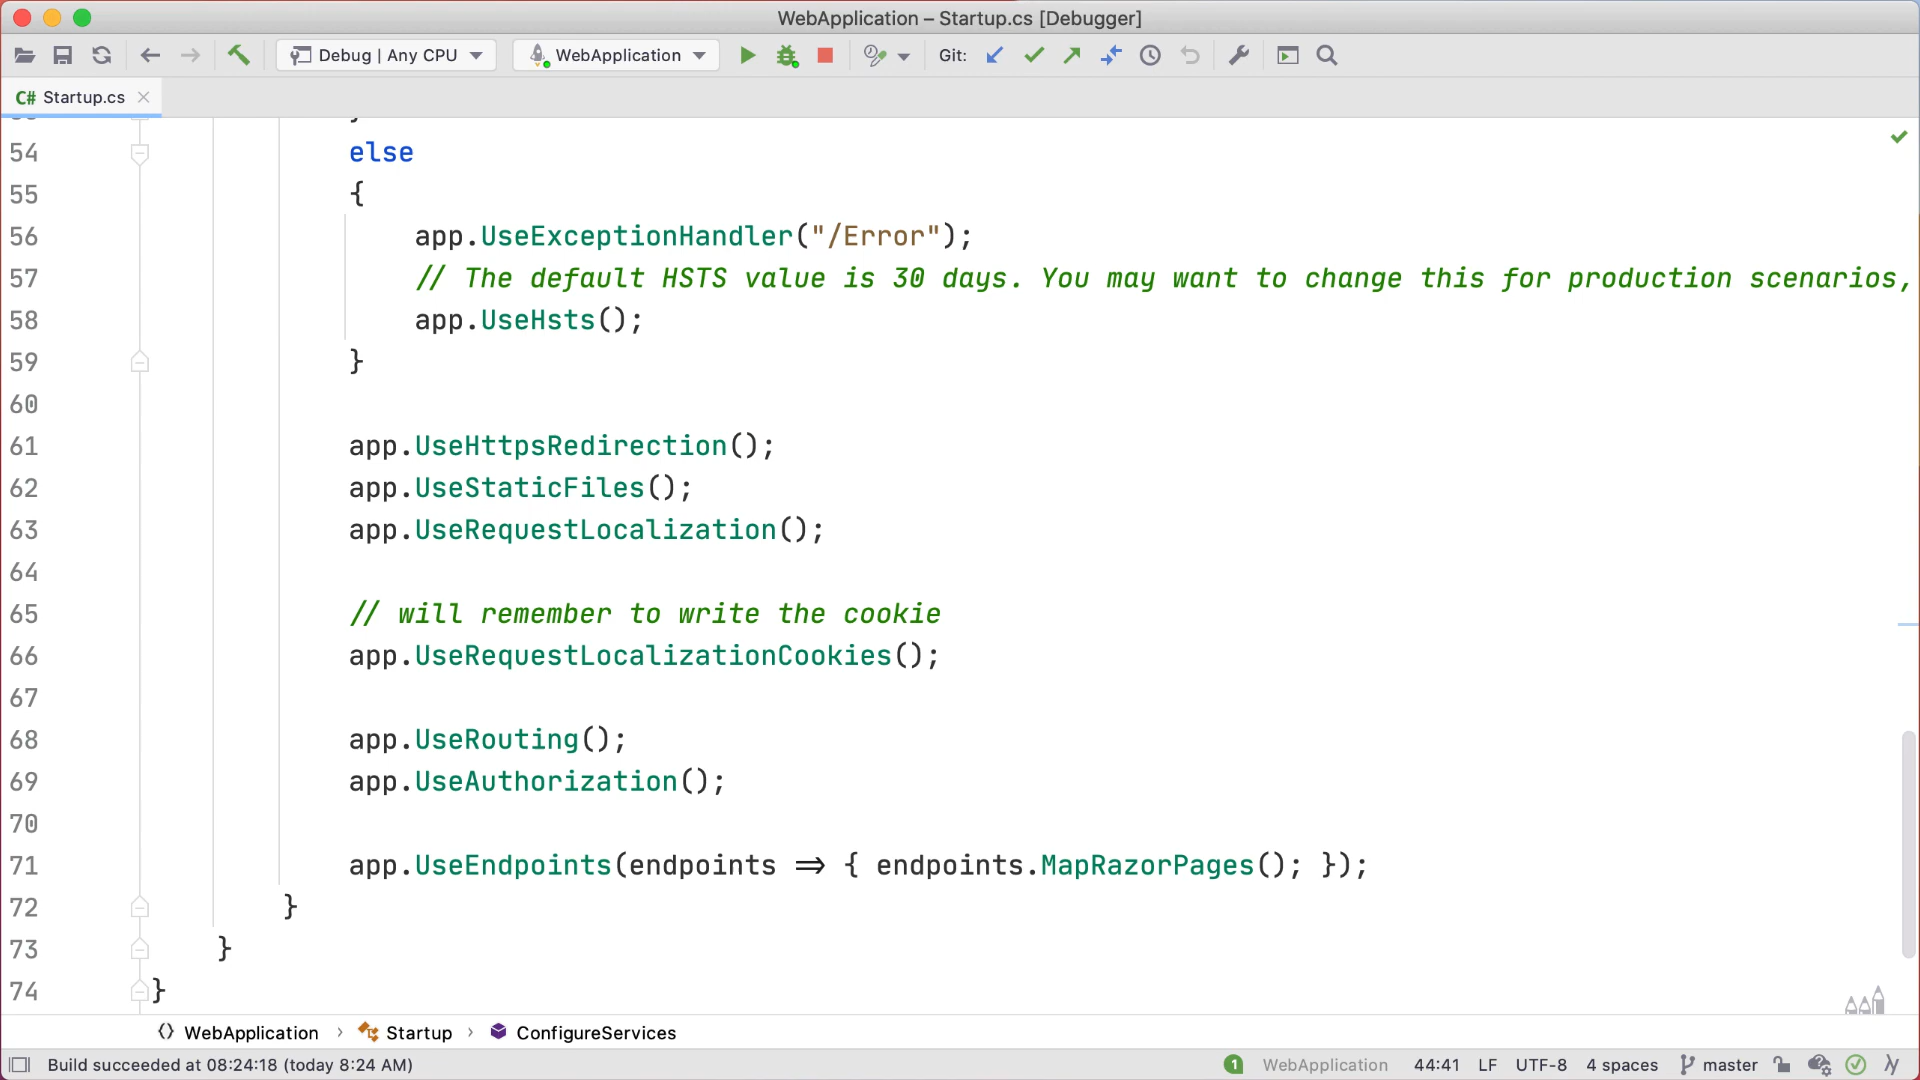 WebApplication – Startup.cs [Debugger]
Debug | Any CPU WebApplication Git:
C# Startup.cs
54 else
55 {
56 app.UseExceptionHandler("/Error");
57 // The default HSTS value is 30 days. You may want to change this for production scenarios,
58 app.UseHsts();
59 }
60
61 app.UseHttpsRedirection();
62 app.UseStaticFiles();
63 app.UseRequestLocalization();
64
65 // will remember to write the cookie
66 app.UseRequestLocalizationCookies();
67
68 app.UseRouting();
69 app.UseAuthorization();
70
71 app.UseEndpoints(endpoints => { endpoints.MapRazorPages(); });
72 }
73 }
74 }
WebApplication › Startup › ConfigureServices
Build succeeded at 08:24:18 (today 8:24 AM) 1 WebApplication 44:41 LF UTF-8 4 spaces master